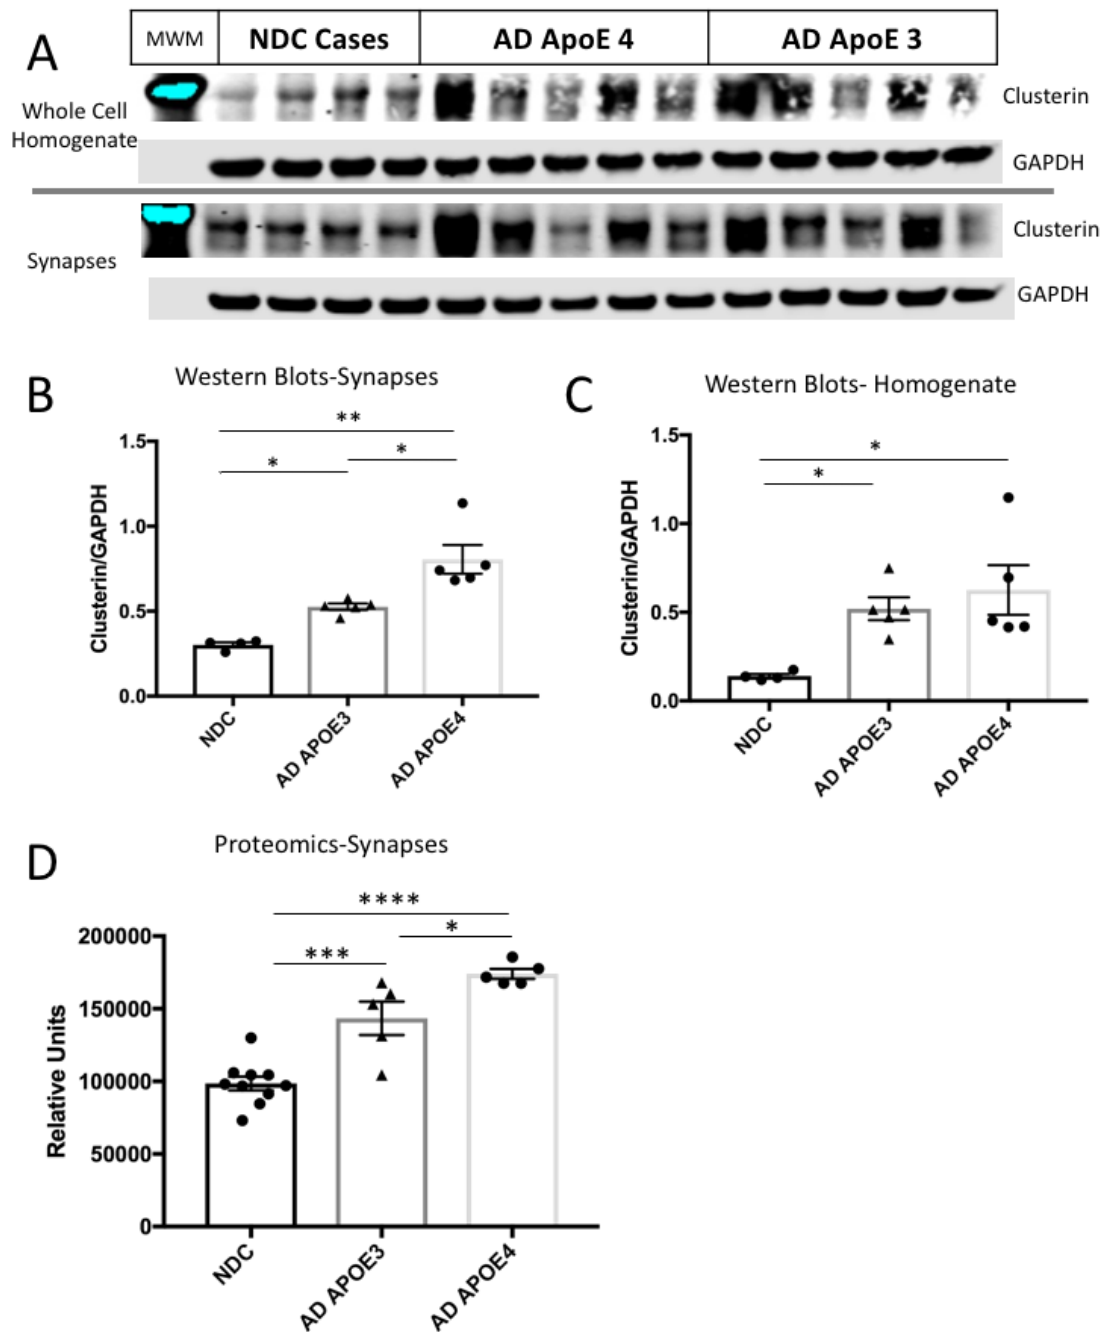 A
MWM NDC Cases AD ApoE 4 AD ApoE 3
Whole Cell
Homogenate
Clusterin
GAPDH
Synapses
Clusterin
GAPDH
B
Western Blots-Synapses
**
*
*
Clusterin/GAPDH
1.5
1.0
0.5
0.0
NDC
AD APOE3
AD APOE4
C
Western Blots- Homogenate
*
*
Clusterin/GAPDH
1.5
1.0
0.5
0.0
NDC
AD APOE3
AD APOE4
D
Proteomics-Synapses
****
*
***
Relative Units
200000
150000
100000
50000
0
NDC
AD APOE3
AD APOE4